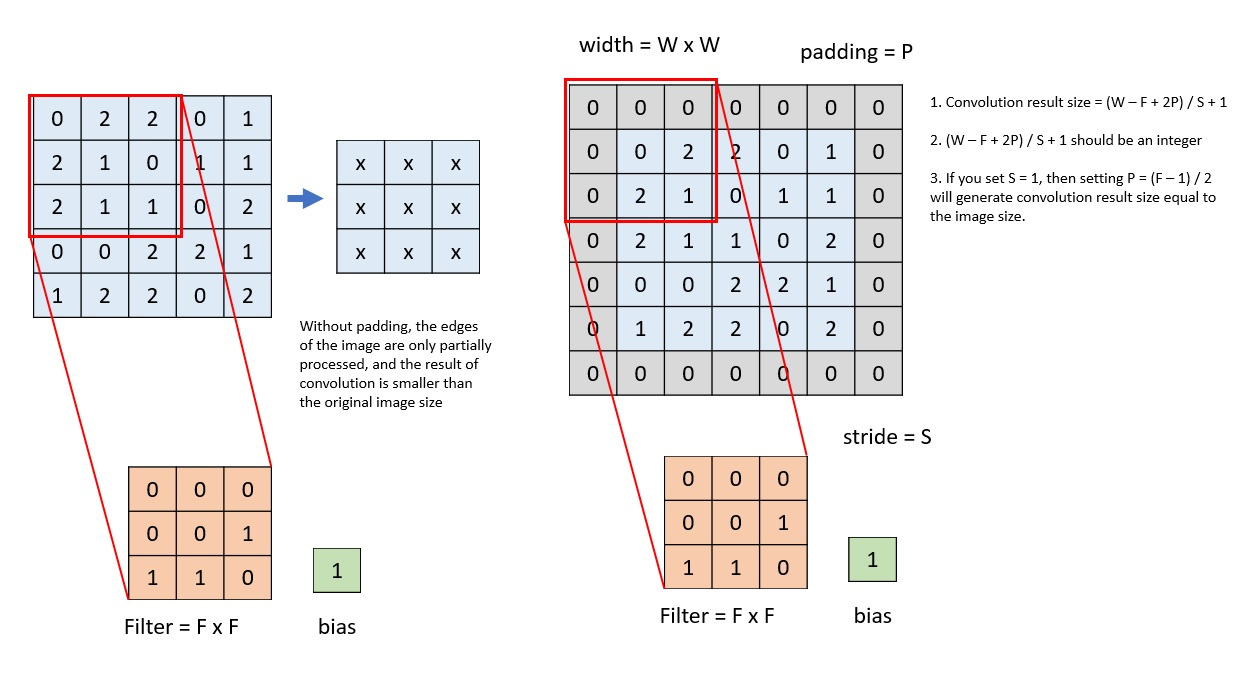 width = W x W
padding = P
0 2 2 0 1
2 1 0 1 1
2 1 1 0 2
0 0 2 2 1
1 2 2 0 2
x x x
x x x
x x x
Without padding, the edges
of the image are only partially
processed, and the result of
convolution is smaller than
the original image size
0 0 0
0 0 1
1 1 0
1
Filter = F x F
bias
0 0 0 0 0 0 0
0 0 2 2 0 1 0
0 2 1 0 1 1 0
0 2 1 1 0 2 0
0 0 0 2 2 1 0
0 1 2 2 0 2 0
0 0 0 0 0 0 0
1. Convolution result size = (W – F + 2P) / S + 1
2. (W – F + 2P) / S + 1 should be an integer
3. If you set S = 1, then setting P = (F – 1) / 2
will generate convolution result size equal to
the image size.
stride = S
0 0 0
0 0 1
1 1 0
1
Filter = F x F
bias